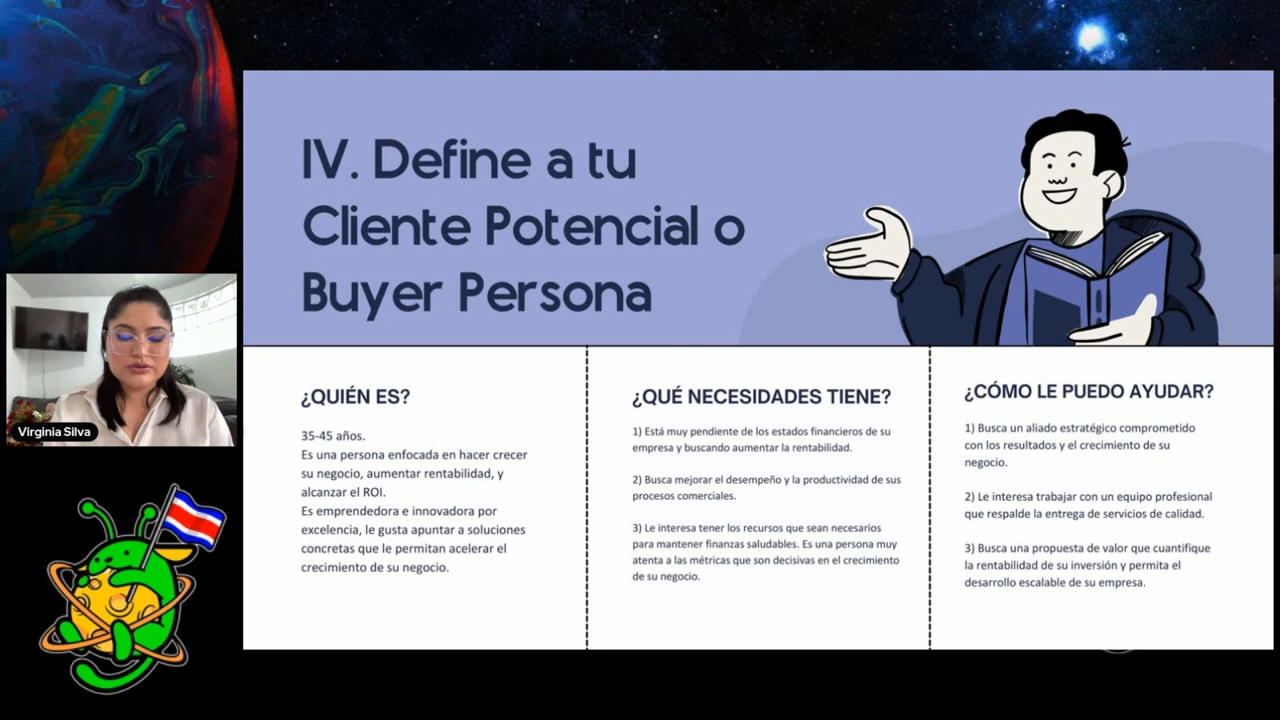 IV. Define a tu
Cliente Potencial o
Buyer Persona
Virginia Silva
¿QUIÉN ES?
35-45 años.
Es una persona enfocada en hacer crecer
su negocio, aumentar rentabilidad, y
alcanzar el ROI.
Es emprendedora e innovadora por
excelencia, le gusta apuntar a soluciones
concretas que le permitan acelerar el
crecimiento de su negocio.
¿QUÉ NECESIDADES TIENE?
1) Está muy pendiente de los estados financieros de su
empresa y buscando aumentar la rentabilidad.
2) Busca mejorar el desempeño y la productividad de sus
procesos comerciales.
3) Le interesa tener los recursos que sean necesarios
para mantener finanzas saludables. Es una persona muy
atenta a las métricas que son decisivas en el crecimiento
de su negocio.
¿CÓMO LE PUEDO AYUDAR?
1) Busca un aliado estratégico comprometido
con los resultados y el crecimiento de su
negocio.
2) Le interesa trabajar con un equipo profesional
que respalde la entrega de servicios de calidad.
3) Busca una propuesta de valor que cuantifique
la rentabilidad de su inversión y permita el
desarrollo escalable de su empresa.